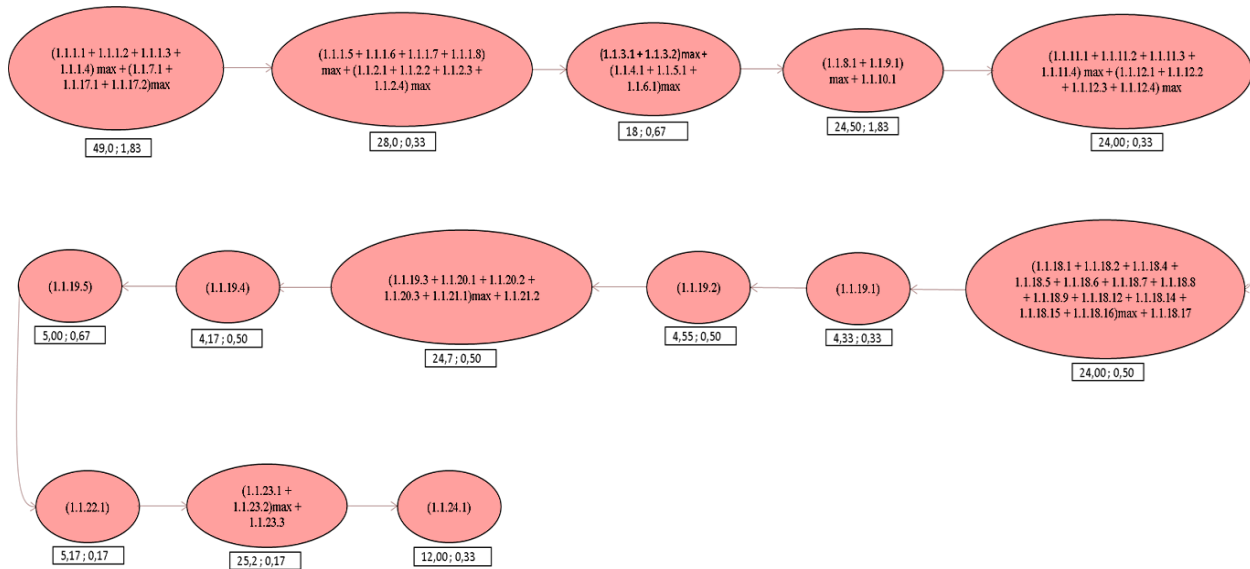 (1.1.1.1 + 1.1.1.2 + 1.1.1.3 +
1.1.1.4) max + (1.1.7.1 +
1.1.17.1 + 1.1.17.2)max
49,0 ; 1,83
(1.1.1.5 + 1.1.1.6 + 1.1.1.7 + 1.1.1.8)
max + (1.1.2.1 + 1.1.2.2 + 1.1.2.3 +
1.1.2.4) max
28,0 ; 0,33
(1.1.3.1 + 1.1.3.2)max +
(1.1.4.1 + 1.1.5.1 +
1.1.6.1)max
18 ; 0,67
(1.1.8.1 + 1.1.9.1)
max + 1.1.10.1
24,50 ; 1,83
(1.1.11.1 + 1.1.11.2 + 1.1.11.3 +
1.1.11.4) max + (1.1.12.1 + 1.1.12.2
+ 1.1.12.3 + 1.1.12.4) max
24,00 ; 0,33
(1.1.18.1 + 1.1.18.2 + 1.1.18.4 +
1.1.18.5 + 1.1.18.6 + 1.1.18.7 + 1.1.18.8
+ 1.1.18.9 + 1.1.18.12 + 1.1.18.14 +
1.1.18.15 + 1.1.18.16)max + 1.1.18.17
24,00 ; 0,50
(1.1.19.1)
4,33 ; 0,33
(1.1.19.2)
4,55 ; 0,50
(1.1.19.3 + 1.1.20.1 + 1.1.20.2 +
1.1.20.3 + 1.1.21.1)max + 1.1.21.2
24,7 ; 0,50
(1.1.19.4)
4,17 ; 0,50
(1.1.19.5)
5,00 ; 0,67
(1.1.22.1)
5,17 ; 0,17
(1.1.23.1 +
1.1.23.2)max +
1.1.23.3
25,2 ; 0,17
(1.1.24.1)
12,00 ; 0,33